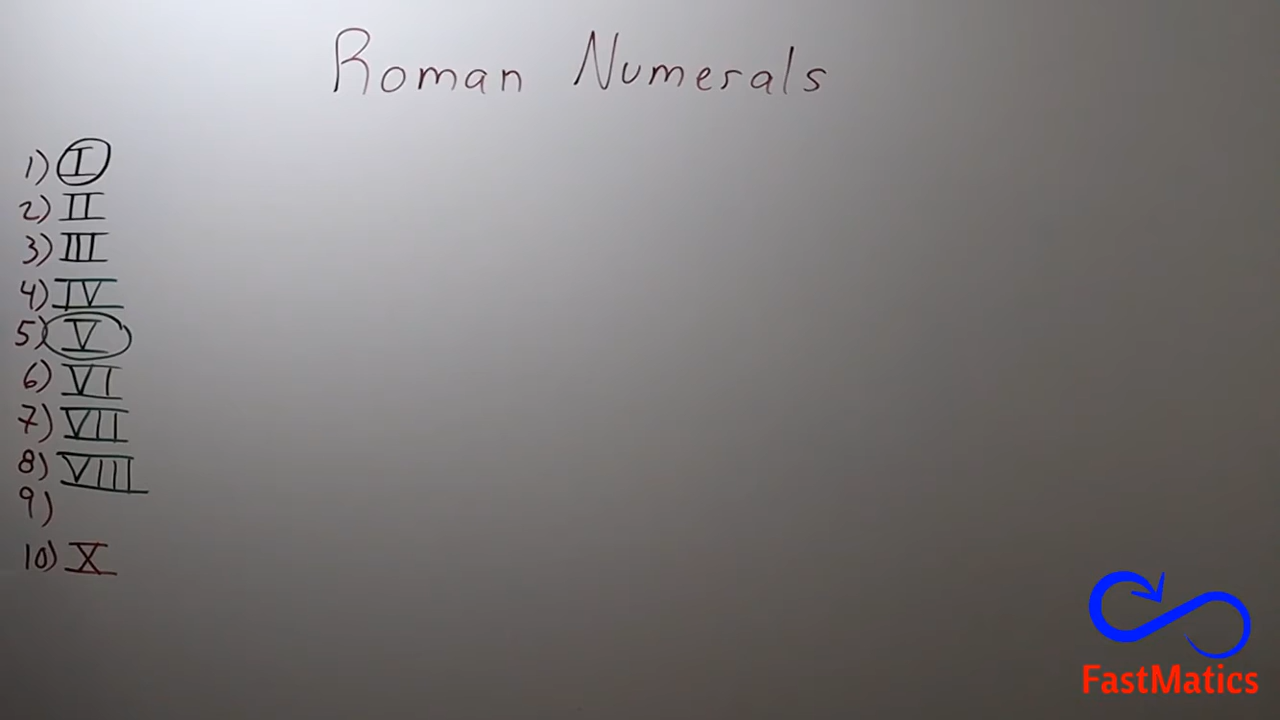 Roman Numerals
1) I
2) II
3) III
4) IV
5) V
6) VI
7) VII
8) VIII
9)
10) X
FastMatics